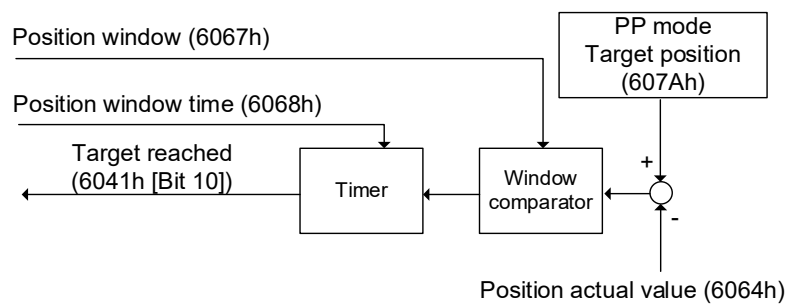 Position window (6067h)
PP mode
Target position
(607Ah)
Position window time (6068h)
Target reached
(6041h [Bit 10])
Timer
Window
comparator
+
-
Position actual value (6064h)